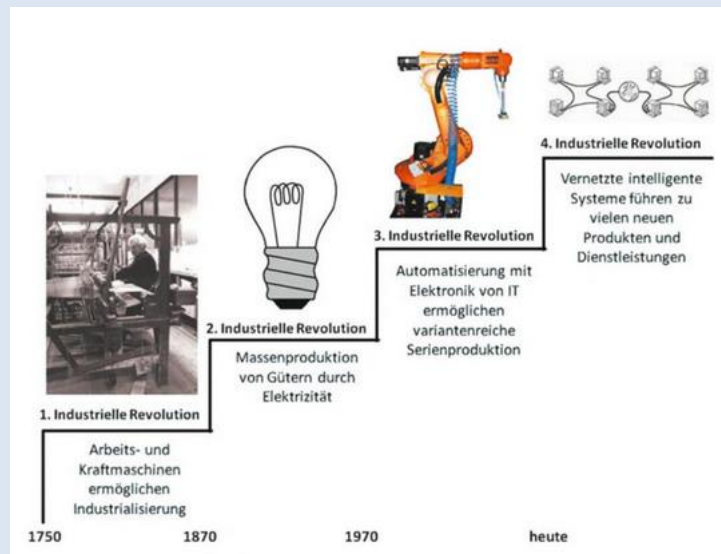 4. Industrielle Revolution
Vernetzte intelligente
Systeme führen zu
vielen neuen
Produkten und
Dienstleistungen
3. Industrielle Revolution
Automatisierung mit
Elektronik von IT
ermöglichen
variantenreiche
Serienproduktion
2. Industrielle Revolution
Massenproduktion
von Gütern durch
Elektrizität
1. Industrielle Revolution
Arbeits- und
Kraftmaschinen
ermöglichen
Industrialisierung
1750 1870 1970 heute